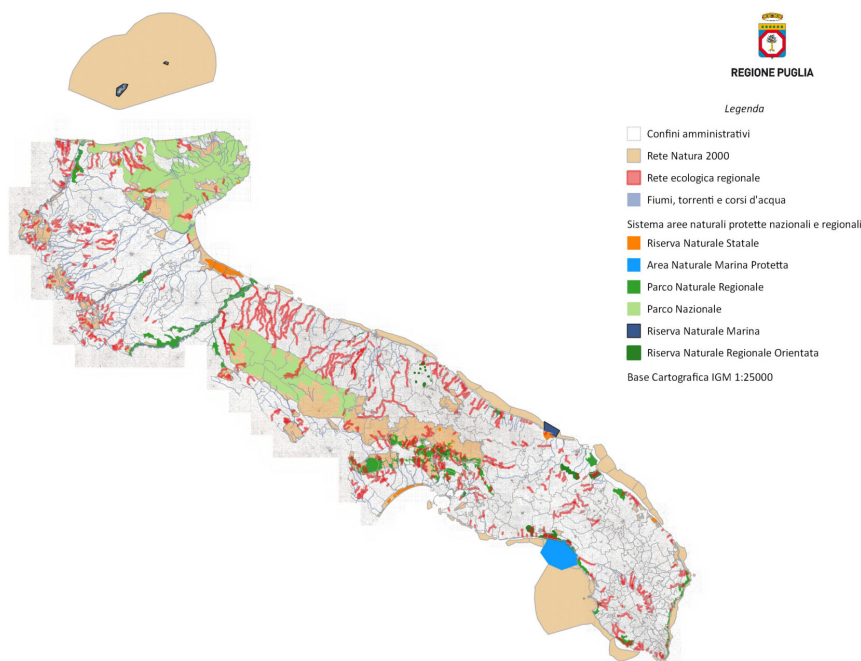 REGIONE PUGLIA
Legenda
Confini amministrativi
Rete Natura 2000
Rete ecologica regionale
Fiumi, torrenti e corsi d'acqua
Sistema aree naturali protette nazionali e regionali
Riserva Naturale Statale
Area Naturale Marina Protetta
Parco Naturale Regionale
Parco Nazionale
Riserva Naturale Marina
Riserva Naturale Regionale Orientata
Base Cartografica IGM 1:25000